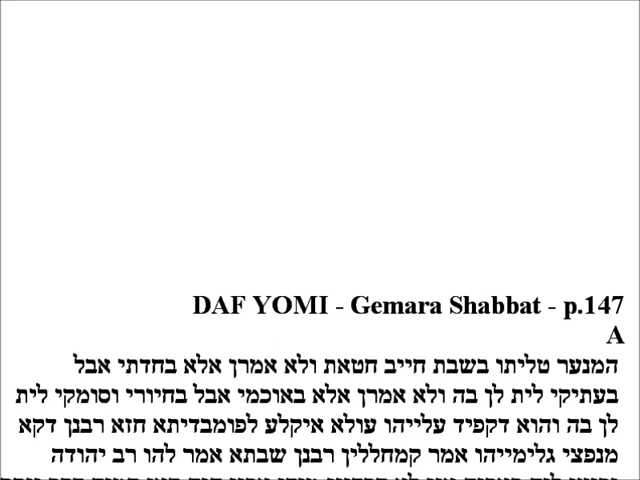 DAF YOMI - Gemara Shabbat - p.147
A
המנער טליתו בשבת חייב חטאת ולא אמרן אלא בחדתי אבל
בעתיקי לית לן בה ולא אמרן אלא באוכמי אבל בחיורי וסומקי לית
לן בה והוא דקפיד עלייהו עולא איקלע לפומבדיתא חזא רבנן דקא
מנפצי גלימייהו אמר קמחללין רבנן שבתא אמר להו רב יהודה